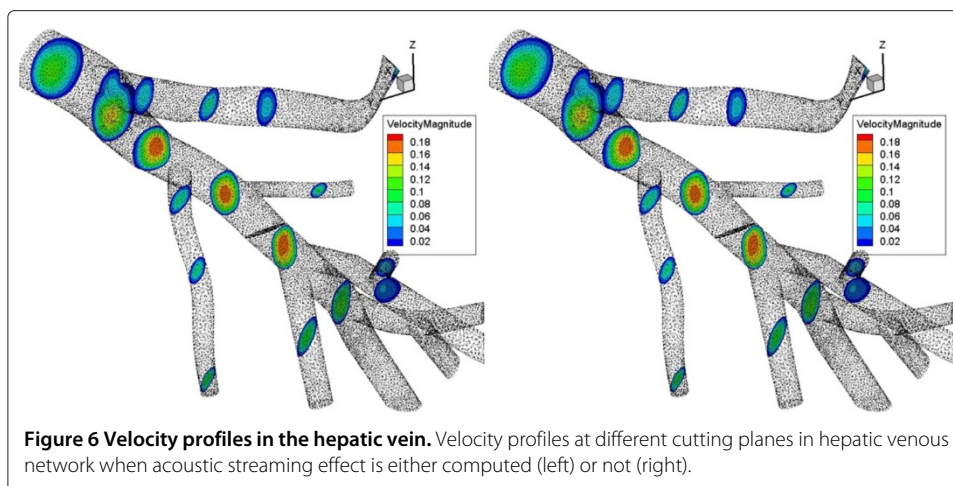 Z
X
VelocityMagnitude
0.18
0.16
0.14
0.12
0.1
0.08
0.06
0.04
0.02
Z
X
VelocityMagnitude
0.18
0.16
0.14
0.12
0.1
0.08
0.06
0.04
0.02
Figure 6 Velocity profiles in the hepatic vein. Velocity profiles at different cutting planes in hepatic venous
network when acoustic streaming effect is either computed (left) or not (right).